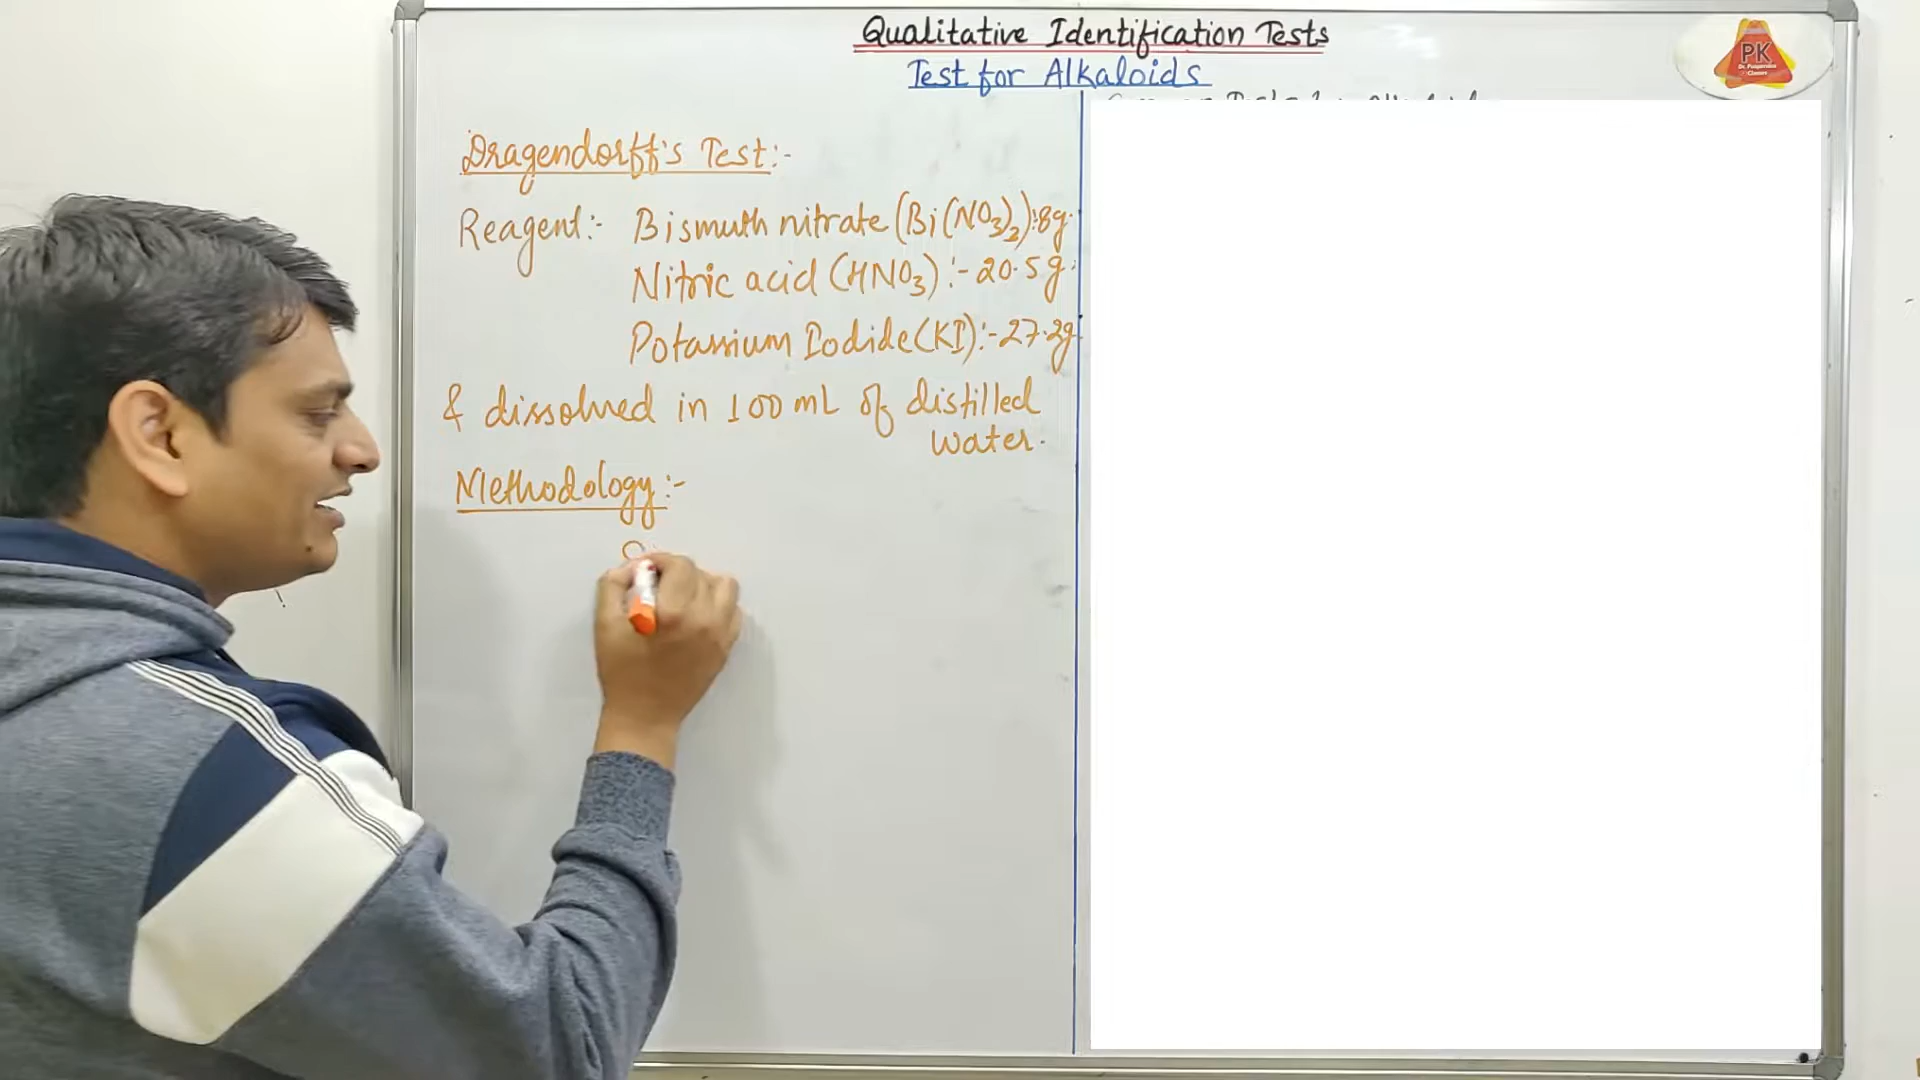 Qualitative Identification Tests
Test for Alkaloids
PK
Dragendorff's Test:-
Reagent:- Bismuth nitrate (Bi(NO3)2):8g.
Nitric acid (HNO3):-20.5g.
Potassium Iodide(KI):-27.2g
& dissolved in 100 mL of distilled
water.
Methodology:-